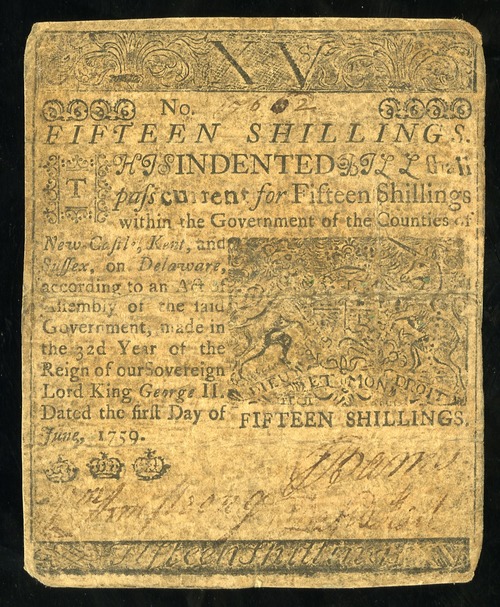 XVs
No.
FIFTEEN SHILLINGS.
THIS INDENTED BILL shall
pass current for Fifteen Shillings
within the Government of the Counties of
New-Castle, Kent, and
Sussex, on Delaware,
according to an Act of
Assembly of the said
Government, made in
the 32d Year of the
Reign of our Sovereign
Lord King George II.
Dated the first Day of
June, 1759.
DIEU ET MON DROIT
FIFTEEN SHILLINGS.
Wm Armstrong
Fifteen Shillings